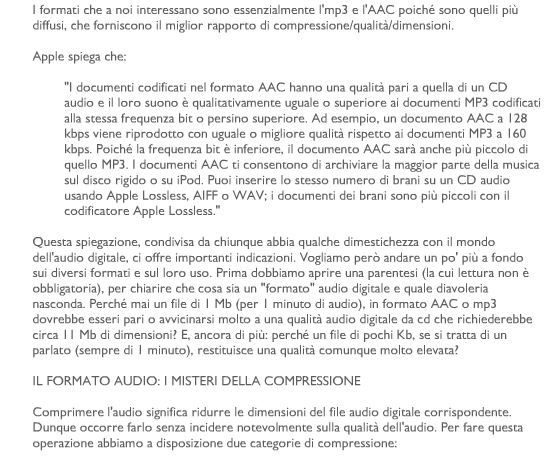 I formati che a noi interessano sono essenzialmente l'mp3 e l'AAC poiché sono quelli più
diffusi, che forniscono il miglior rapporto di compressione/qualità/dimensioni.
Apple spiega che:
"I documenti codificati nel formato AAC hanno una qualità pari a quella di un CD
audio e il loro suono è qualitativamente uguale o superiore ai documenti MP3 codificati
alla stessa frequenza bit o persino superiore. Ad esempio, un documento AAC a 128
kbps viene riprodotto con uguale o migliore qualità rispetto ai documenti MP3 a 160
kbps. Poiché la frequenza bit è inferiore, il documento AAC sarà anche più piccolo di
quello MP3. I documenti AAC ti consentono di archiviare la maggior parte della musica
sul disco rigido o su iPod. Puoi inserire lo stesso numero di brani su un CD audio
usando Apple Lossless, AIFF o WAV; i documenti dei brani sono più piccoli con il
codificatore Apple Lossless."
Questa spiegazione, condivisa da chiunque abbia qualche dimestichezza con il mondo
dell'audio digitale, ci offre importanti indicazioni. Vogliamo però andare un po' più a fondo
sui diversi formati e sul loro uso. Prima dobbiamo aprire una parentesi (la cui lettura non è
obbligatoria), per chiarire che cosa sia un "formato" audio digitale e quale diavoleria
nasconda. Perché mai un file di 1 Mb (per 1 minuto di audio), in formato AAC o mp3
dovrebbe esseri pari o avvicinarsi molto a una qualità audio digitale da cd che richiederebbe
circa 11 Mb di dimensioni? E, ancora di più: perché un file di pochi Kb, se si tratta di un
parlato (sempre di 1 minuto), restituisce una qualità comunque molto elevata?
IL FORMATO AUDIO: I MISTERI DELLA COMPRESSIONE
Comprimere l'audio significa ridurre le dimensioni del file audio digitale corrispondente.
Dunque occorre farlo senza incidere notevolmente sulla qualità dell'audio. Per fare questa
operazione abbiamo a disposizione due categorie di compressione: